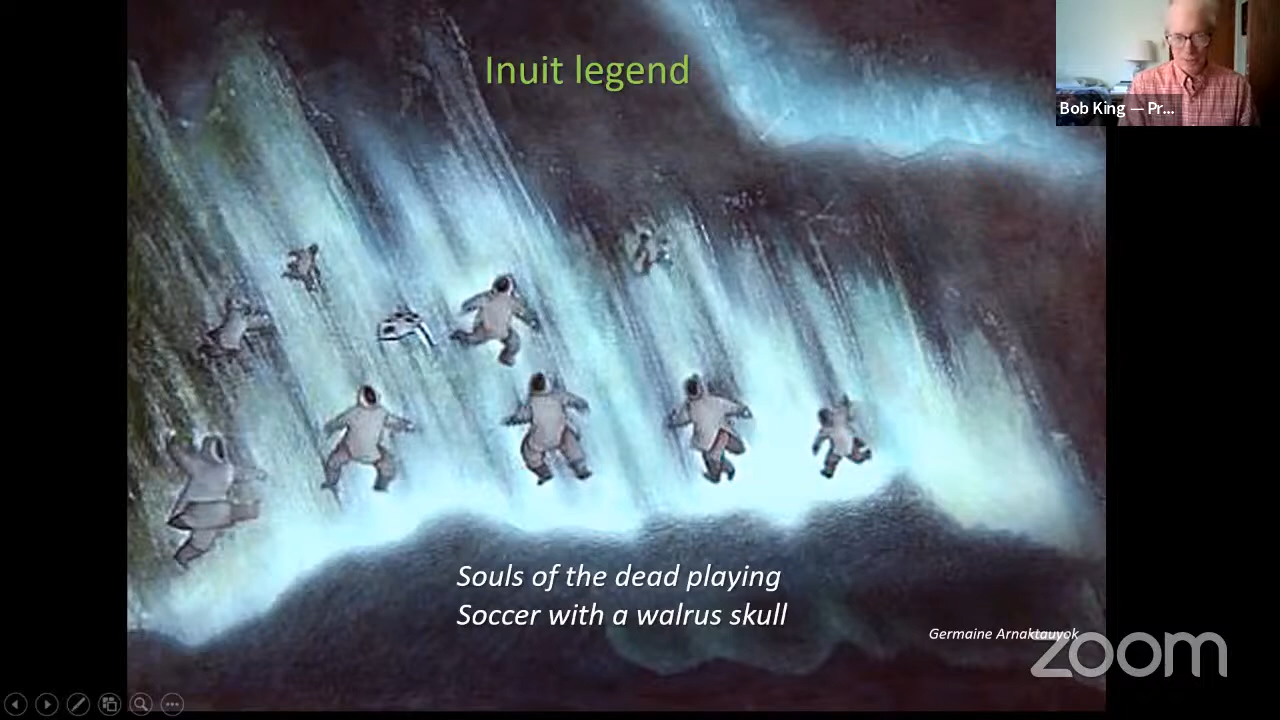 Inuit legend
Bob King — Pr...
Souls of the dead playing
Soccer with a walrus skull
Germaine Arnaktauyok
zoom